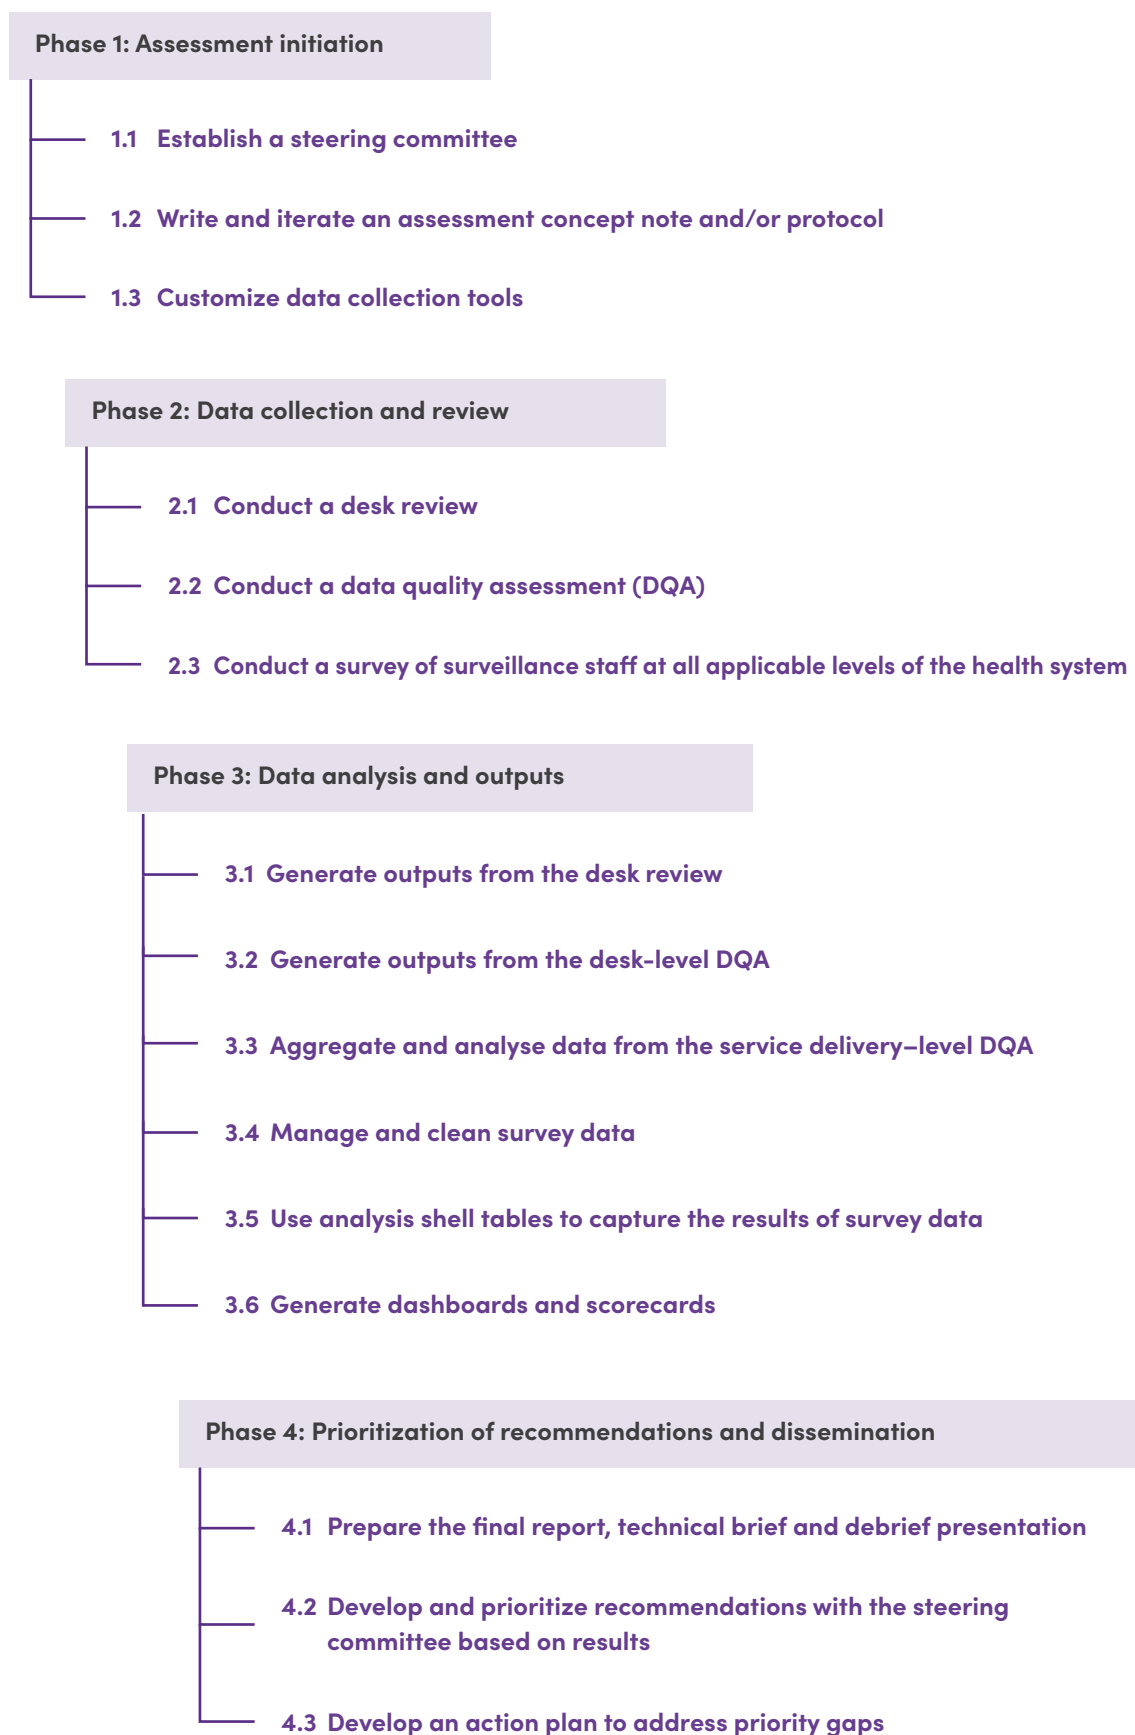 Phase 1: Assessment initiation
1.1 Establish a steering committee
1.2 Write and iterate an assessment concept note and/or protocol
1.3 Customize data collection tools
Phase 2: Data collection and review
2.1 Conduct a desk review
2.2 Conduct a data quality assessment (DQA)
2.3 Conduct a survey of surveillance staff at all applicable levels of the health system
Phase 3: Data analysis and outputs
3.1 Generate outputs from the desk review
3.2 Generate outputs from the desk-level DQA
3.3 Aggregate and analyse data from the service delivery–level DQA
3.4 Manage and clean survey data
3.5 Use analysis shell tables to capture the results of survey data
3.6 Generate dashboards and scorecards
Phase 4: Prioritization of recommendations and dissemination
4.1 Prepare the final report, technical brief and debrief presentation
4.2 Develop and prioritize recommendations with the steering
committee based on results
4.3 Develop an action plan to address priority gaps